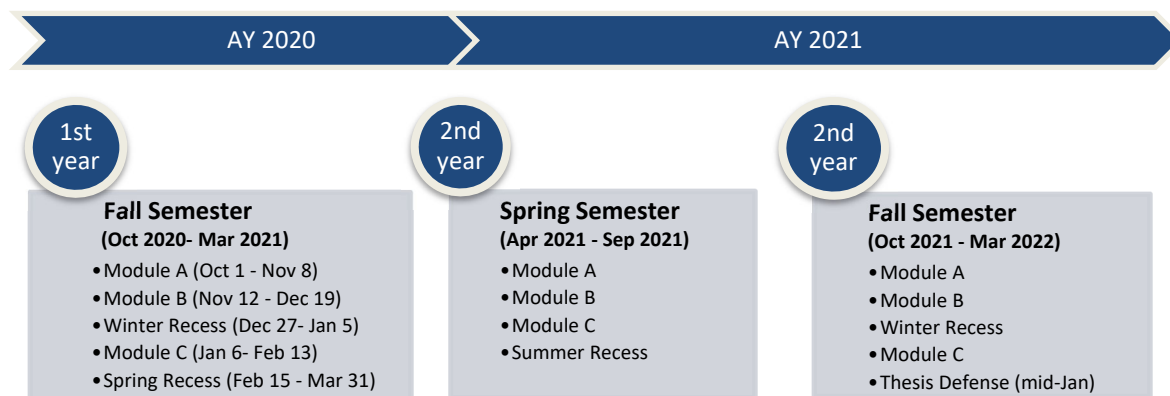 AY 2020
AY 2021
1st
year
Fall Semester
(Oct 2020- Mar 2021)
•Module A (Oct 1 - Nov 8)
•Module B (Nov 12 - Dec 19)
•Winter Recess (Dec 27- Jan 5)
•Module C (Jan 6- Feb 13)
•Spring Recess (Feb 15 - Mar 31)
2nd
year
Spring Semester
(Apr 2021 - Sep 2021)
•Module A
•Module B
•Module C
•Summer Recess
2nd
year
Fall Semester
(Oct 2021 - Mar 2022)
•Module A
•Module B
•Winter Recess
•Module C
•Thesis Defense (mid-Jan)